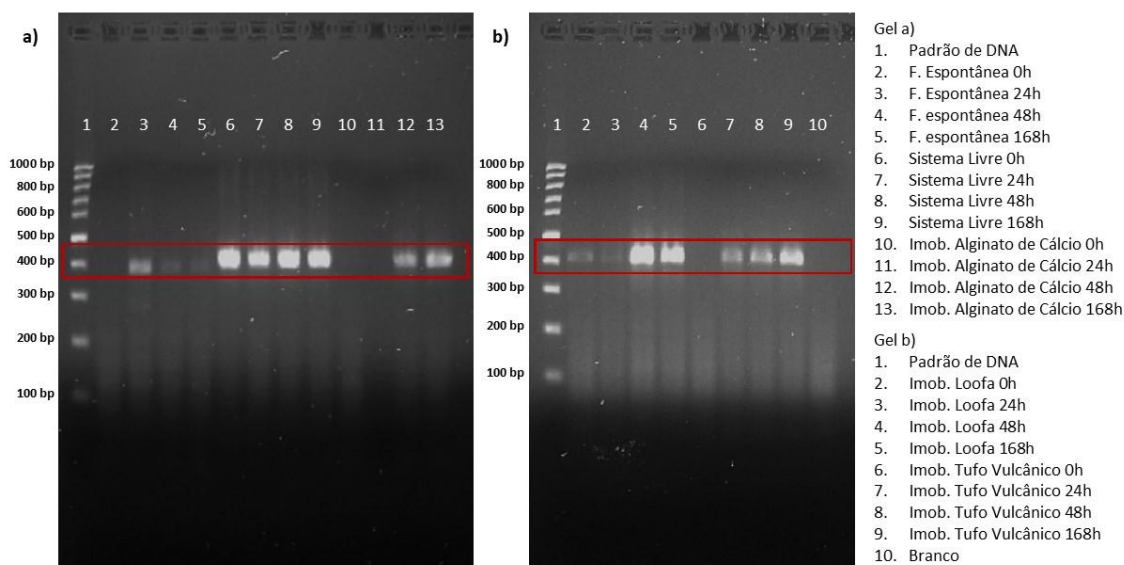 a)
1 2 3 4 5 6 7 8 9 10 11 12 13
1000 bp
800 bp
600 bp
500 bp
400 bp
300 bp
200 bp
100 bp
b)
1 2 3 4 5 6 7 8 9 10
1000 bp
800 bp
600 bp
500 bp
400 bp
300 bp
200 bp
100 bp
Gel a)
1. Padrão de DNA
2. F. Espontânea 0h
3. F. Espontânea 24h
4. F. espontânea 48h
5. F. espontânea 168h
6. Sistema Livre 0h
7. Sistema Livre 24h
8. Sistema Livre 48h
9. Sistema Livre 168h
10. Imob. Alginato de Cálcio 0h
11. Imob. Alginato de Cálcio 24h
12. Imob. Alginato de Cálcio 48h
13. Imob. Alginato de Cálcio 168h
Gel b)
1. Padrão de DNA
2. Imob. Loofa 0h
3. Imob. Loofa 24h
4. Imob. Loofa 48h
5. Imob. Loofa 168h
6. Imob. Tufo Vulcânico 0h
7. Imob. Tufo Vulcânico 24h
8. Imob. Tufo Vulcânico 48h
9. Imob. Tufo Vulcânico 168h
10. Branco